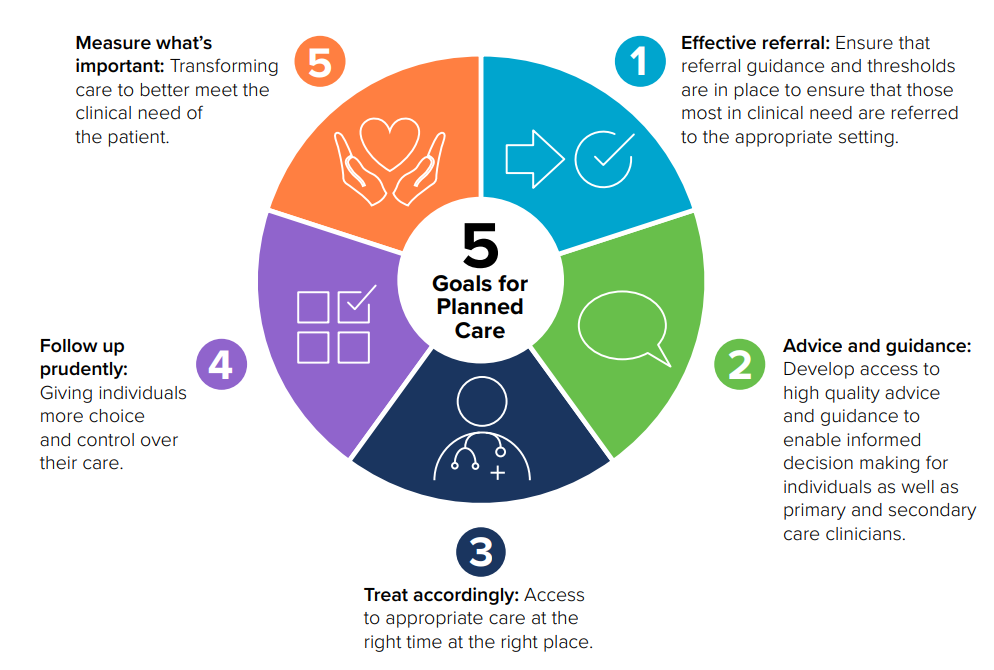 5
Goals for
Planned
Care
1
Effective referral: Ensure that
referral guidance and thresholds
are in place to ensure that those
most in clinical need are referred
to the appropriate setting.
2
Advice and guidance:
Develop access to
high quality advice
and guidance to
enable informed
decision making for
individuals as well as
primary and secondary
care clinicians.
3
Treat accordingly: Access
to appropriate care at the
right time at the right place.
4
Follow up
prudently:
Giving individuals
more choice
and control over
their care.
5
Measure what’s
important: Transforming
care to better meet the
clinical need of
the patient.